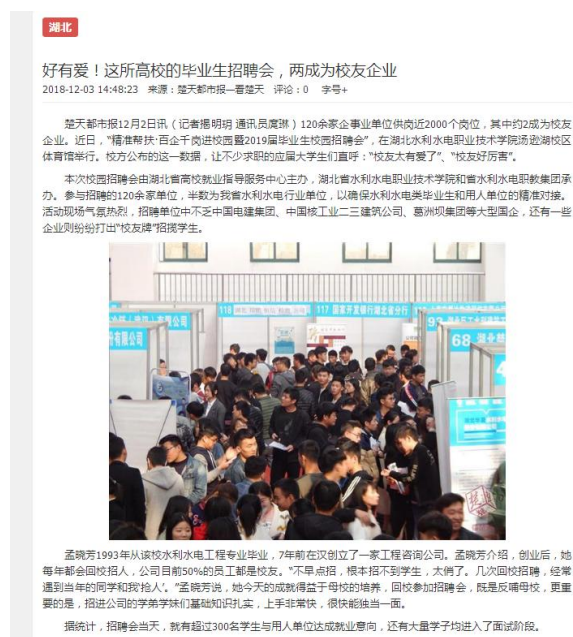 湖北
好有爱！这所高校的毕业生招聘会，两成为校友企业
2018-12-03 14:48:23 来源：楚天都市报—看楚天 评论：0 字号+
楚天都市报12月2日讯（记者揭明玥 通讯员席琳）120余家企事业单位供岗近2000个岗位，其中约2成为校友
企业。近日，“精准帮扶·百企千岗进校园暨2019届毕业生校园招聘会”，在湖北水利水电职业技术学院汤逊湖校区
体育馆举行。校方公布的这一数据，让不少求职的应届大学生们直呼：“校友太有爱了”、“校友好厉害”。
本次校园招聘会由湖北省高校就业指导服务中心主办，湖北省水利水电职业技术学院和省水利水电职教集团承
办。参与招聘的120余家单位，半数为我省水利水电行业单位，以确保水利水电类毕业生和用人单位的精准对接。
活动现场气氛热烈，招聘单位中不乏中国电建集团、中国核工业二三建筑公司、葛洲坝集团等大型国企，还有一些
企业则纷纷打出“校友牌”招揽学生。
118
117 国家开发银行湖北省分行
有限公司
有限公司
92
68 湖北
孟晓芳1993年从该校水利水电工程专业毕业，7年前在汉创立了一家工程咨询公司。孟晓芳介绍，创业后，她
每年都会回校招人，公司目前50%的员工都是校友。“不早点招，根本招不到学生，太俏了。几次回校招聘，经常
遇到当年的同学和我‘抢人’。”孟晓芳说，她今天的成就得益于母校的培养，回校参加招聘会，既是反哺母校，更重
要的是，招进公司的学弟学妹们基础知识扎实，上手非常快，很快能独当一面。
据统计，招聘会当天，就有超过300名学生与用人单位达成就业意向，还有大量学子均进入了面试阶段。